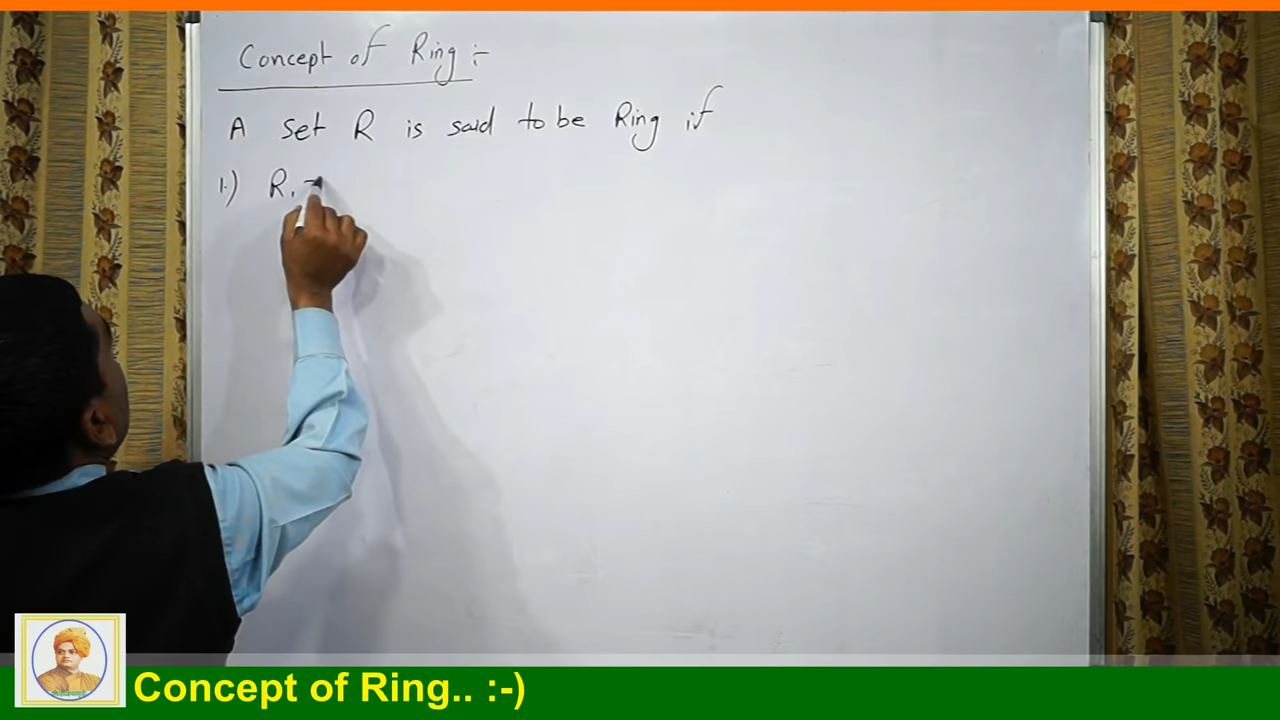 Concept of Ring :-
A set R is said to be Ring if
1.) R,
Concept of Ring.. :-)